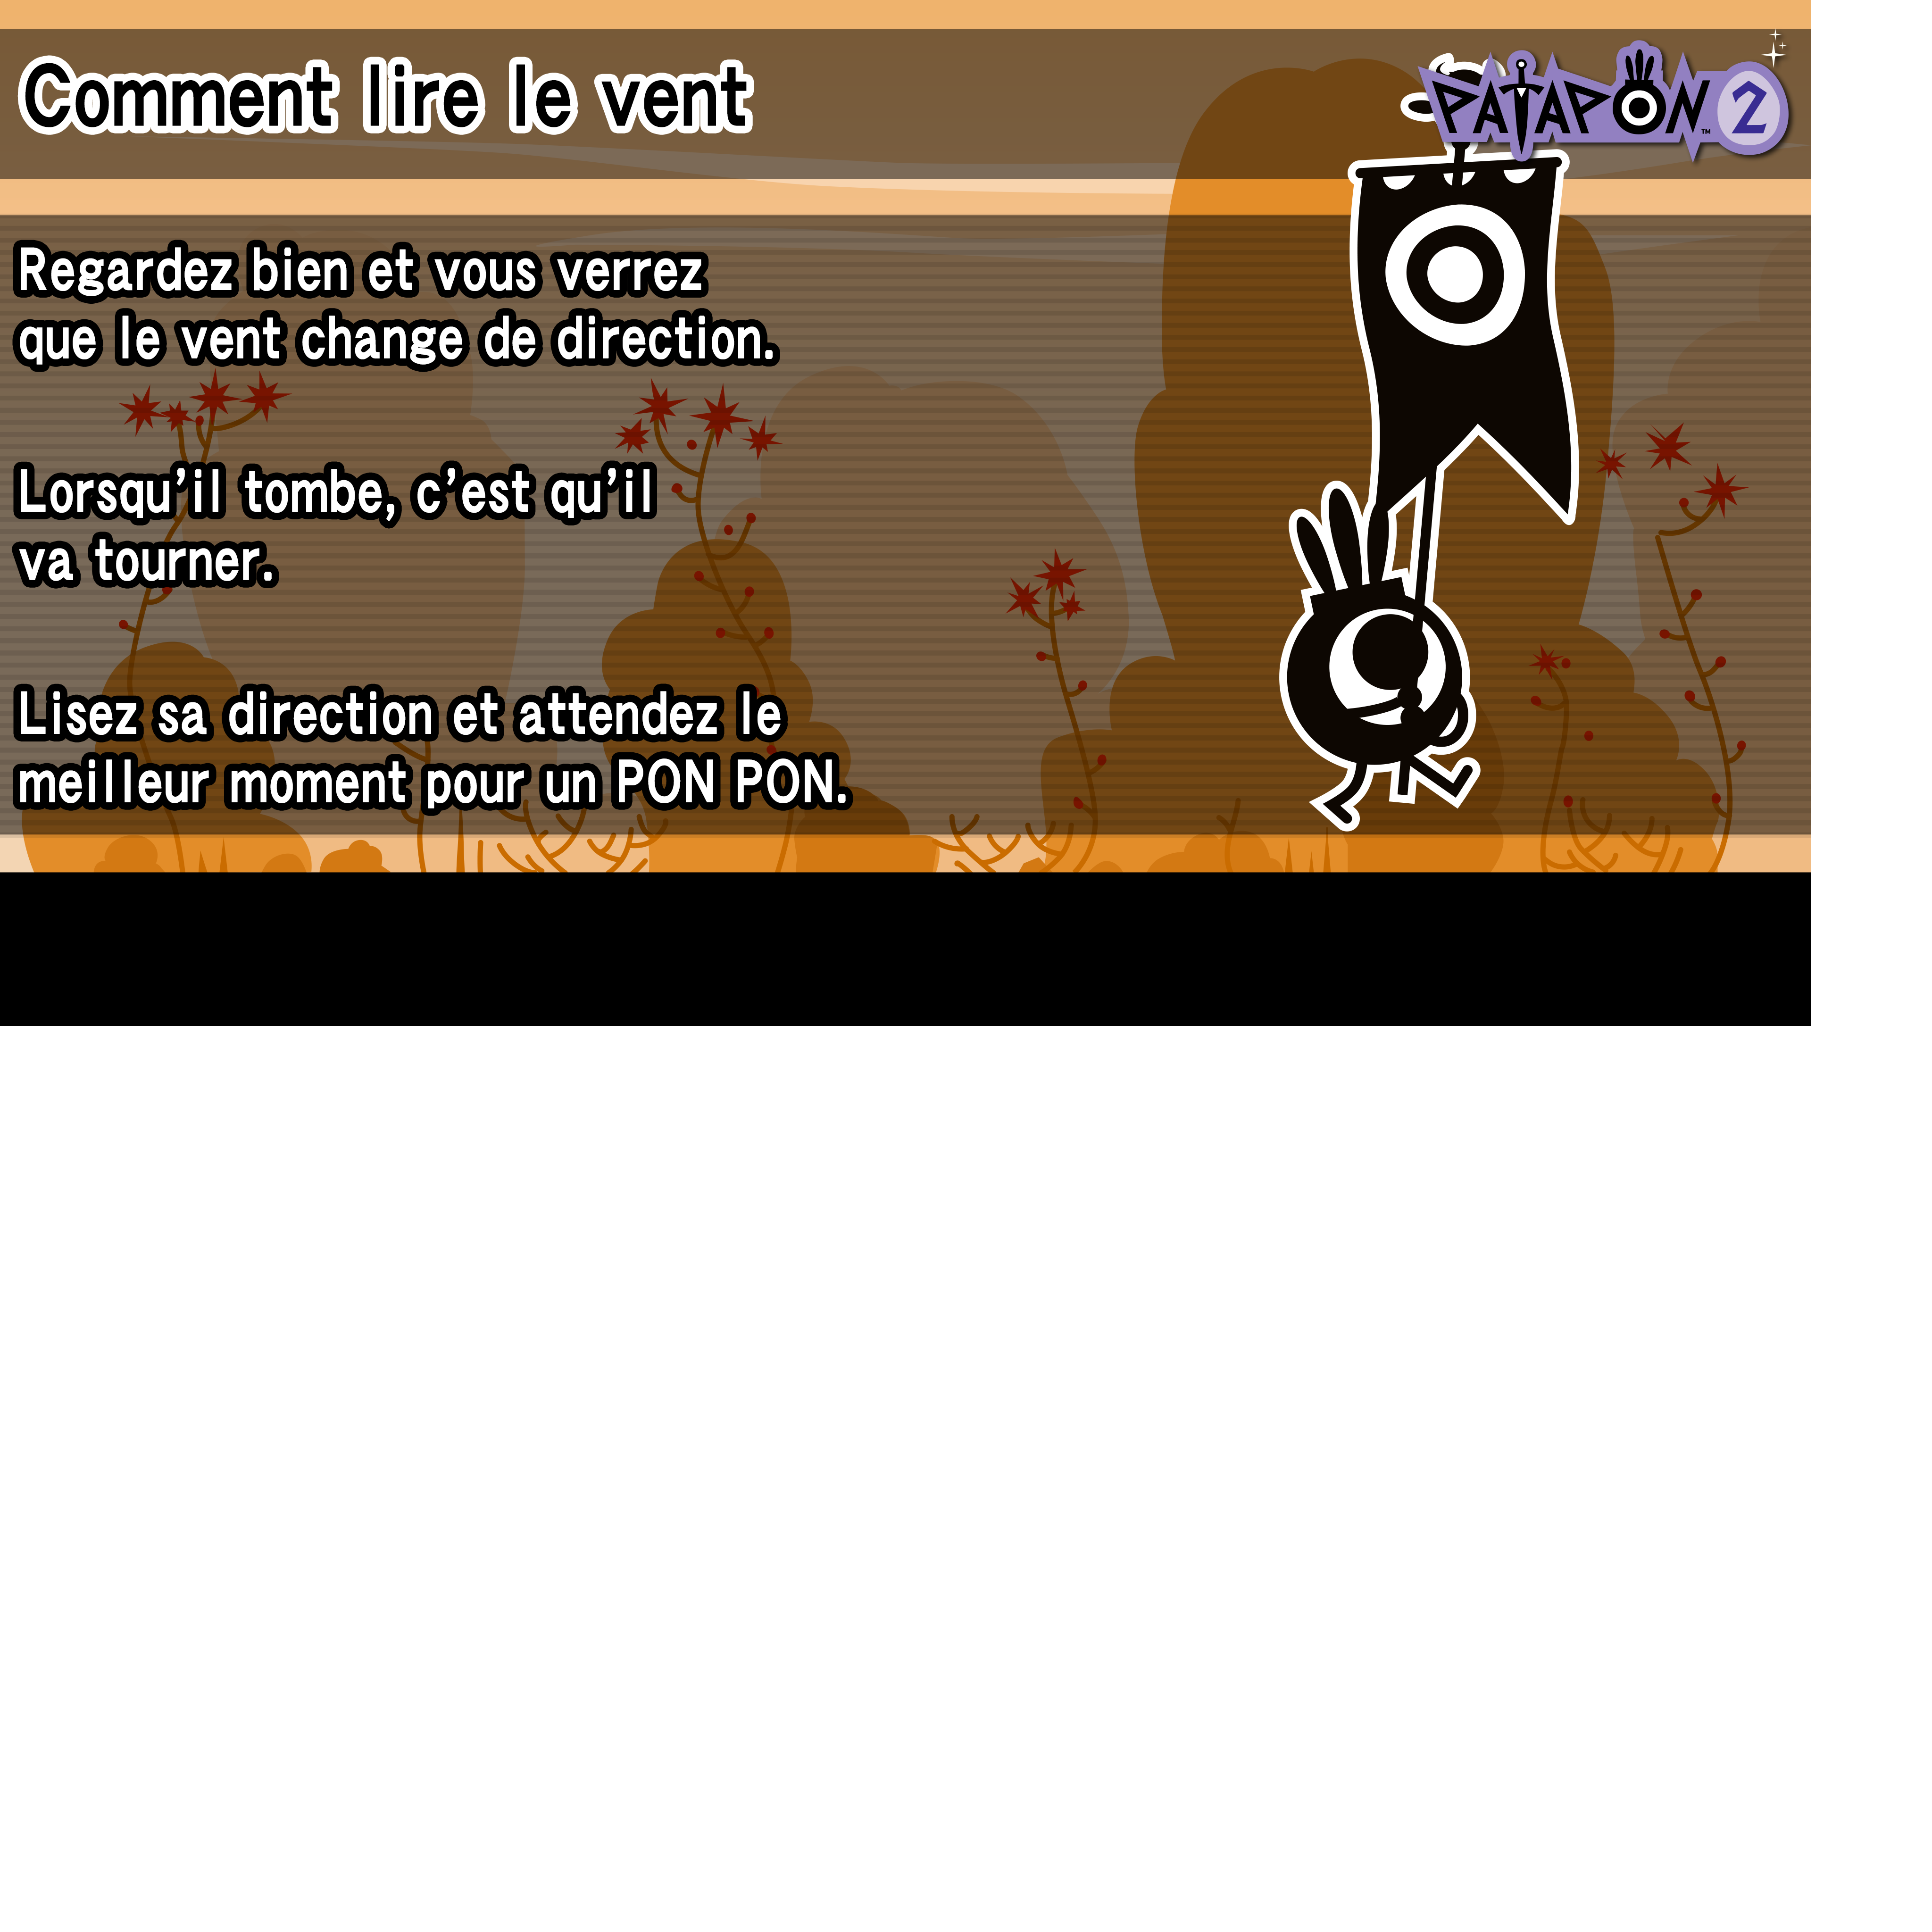 Comment lire le vent
PATAPON™ 2
Regardez bien et vous verrez
que le vent change de direction.
Lorsqu'il tombe, c'est qu'il
va tourner.
Lisez sa direction et attendez le
meilleur moment pour un PON PON.